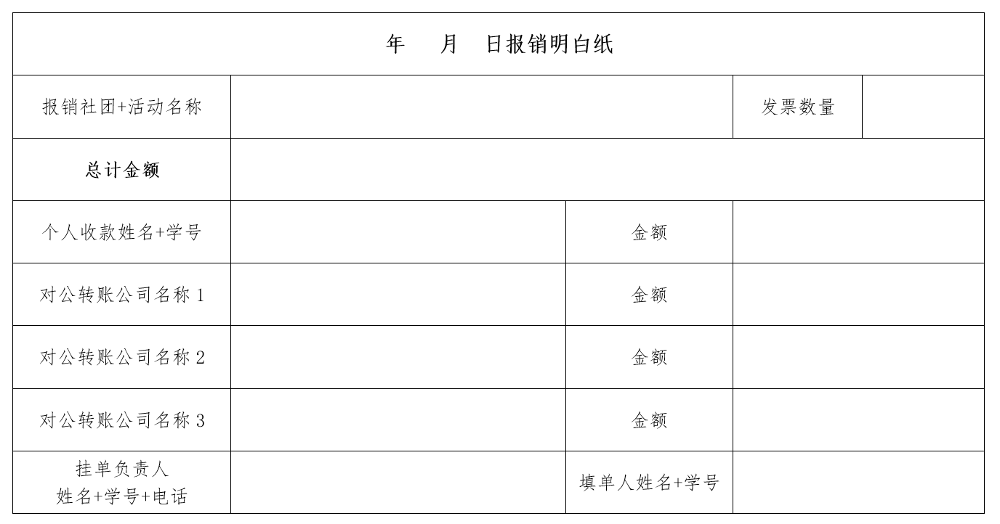 年 月 日报销明白纸
报销社团+活动名称 发票数量
总计金额
个人收款姓名+学号 金额
对公转账公司名称 1 金额
对公转账公司名称 2 金额
对公转账公司名称 3 金额
挂单负责人
姓名+学号+电话 填单人姓名+学号